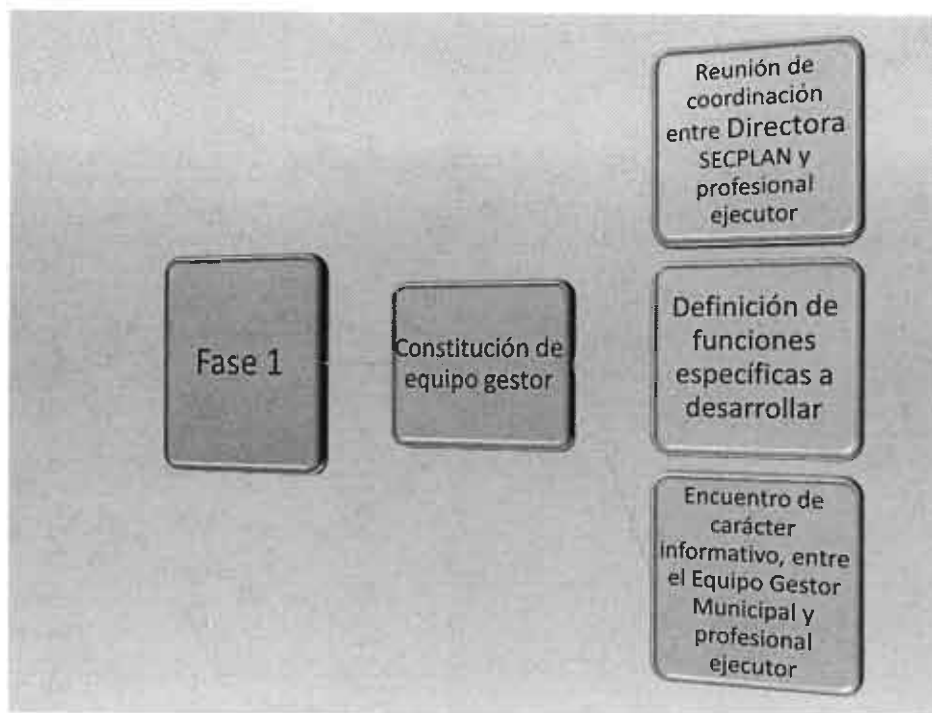 Fase 1
Constitución de
equipo gestor
Reunión de
coordinación
entre Directora
SECPLAN y
profesional
ejecutor
Definición de
funciones
específicas a
desarrollar
Encuentro de
carácter
informativo, entre
el Equipo Gestor
Municipal y
profesional
ejecutor